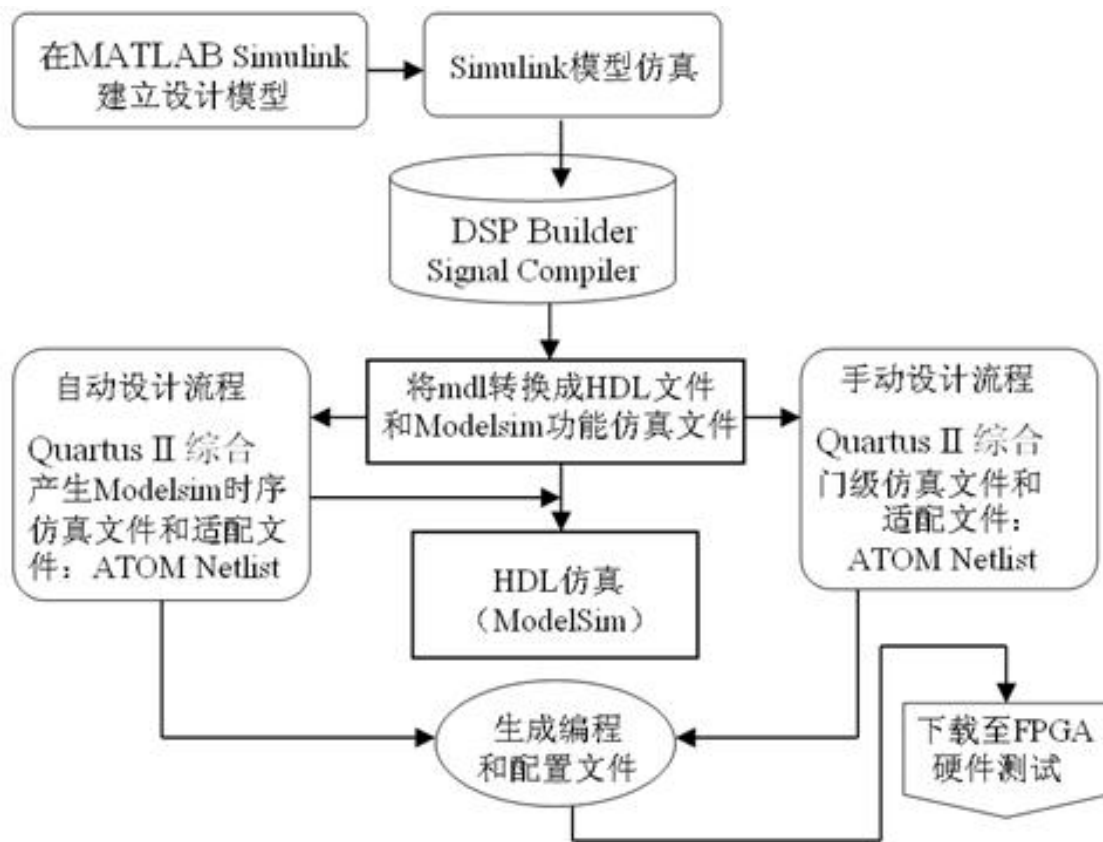 在MATLAB Simulink
建立设计模型
Simulink模型仿真
DSP Builder
Signal Compiler
将mdl转换成HDL文件
和Modelsim功能仿真文件
自动设计流程
Quartus II 综合
产生Modelsim时序
仿真文件和适配文
件：ATOM Netlist
手动设计流程
Quartus II 综合
门级仿真文件和
适配文件：
ATOM Netlist
HDL仿真
（ModelSim）
生成编程
和配置文件
下载至FPGA
硬件测试